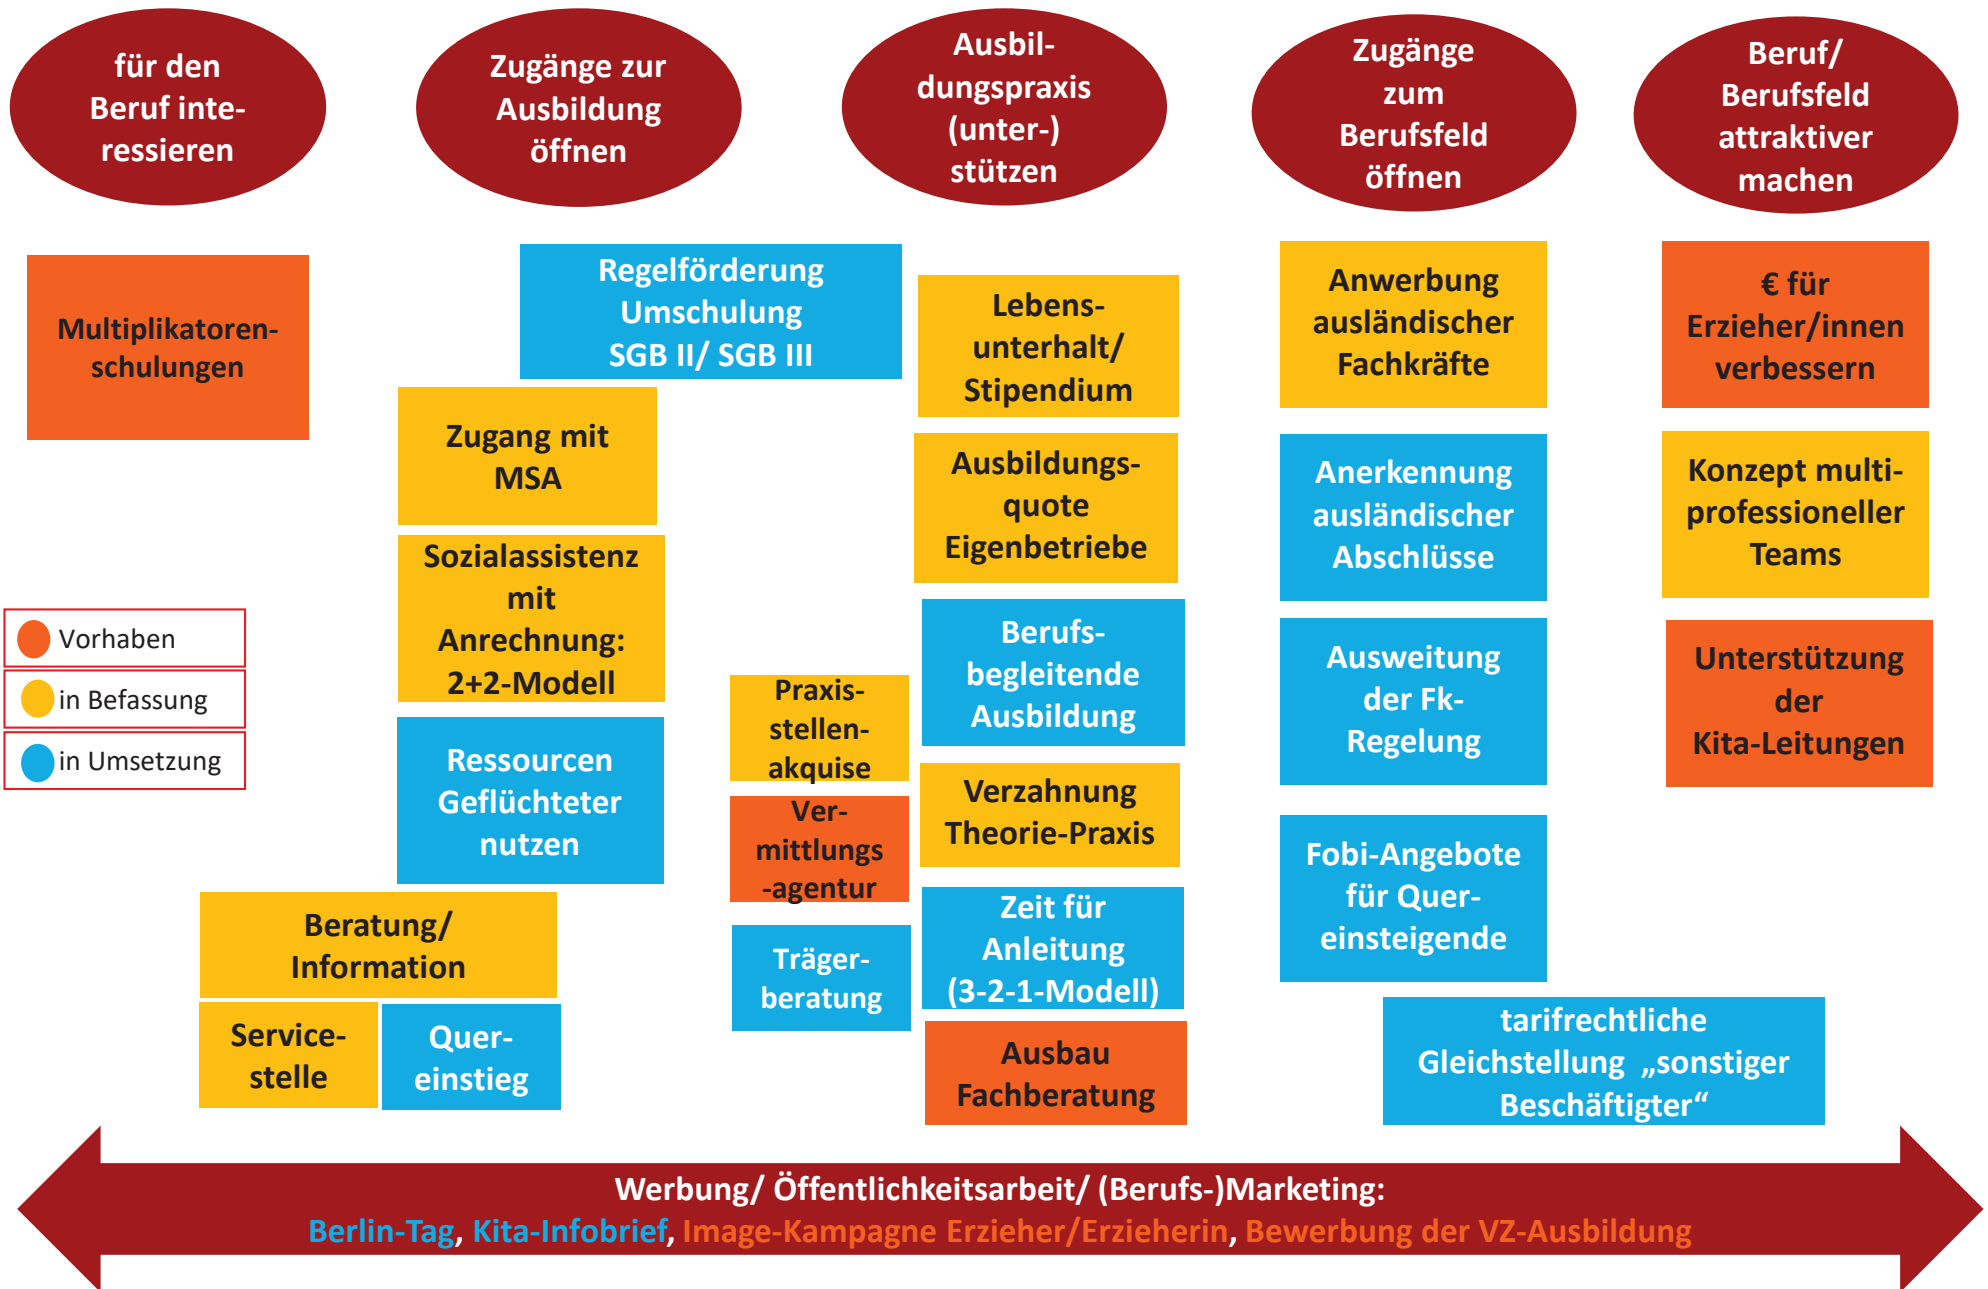 für den
Beruf inte-
ressieren
Zugänge zur
Ausbildung
öffnen
Ausbil-
dungspraxis
(unter-)
stützen
Zugänge
zum
Berufsfeld
öffnen
Beruf/
Berufsfeld
attraktiver
machen
Multiplikatoren-
schulungen
Regelförderung
Umschulung
SGB II/ SGB III
Zugang mit
MSA
Sozialassistenz
mit
Anrechnung:
2+2-Modell
Ressourcen
Geflüchteter
nutzen
Beratung/
Information
Service-
stelle
Quer-
einstieg
Praxis-
stellen-
akquise
Ver-
mittlungs
-agentur
Träger-
beratung
Lebens-
unterhalt/
Stipendium
Ausbildungs-
quote
Eigenbetriebe
Berufs-
begleitende
Ausbildung
Verzahnung
Theorie-Praxis
Zeit für
Anleitung
(3-2-1-Modell)
Ausbau
Fachberatung
Anwerbung
ausländischer
Fachkräfte
Anerkennung
ausländischer
Abschlüsse
Ausweitung
der Fk-
Regelung
Fobi-Angebote
für Quer-
einsteigende
€ für
Erzieher/innen
verbessern
Konzept multi-
professioneller
Teams
Unterstützung
der
Kita-Leitungen
tarifrechtliche
Gleichstellung „sonstiger
Beschäftigter“
Vorhaben
in Befassung
in Umsetzung
Werbung/ Öffentlichkeitsarbeit/ (Berufs-)Marketing:
Berlin-Tag, Kita-Infobrief, Image-Kampagne Erzieher/Erzieherin, Bewerbung der VZ-Ausbildung